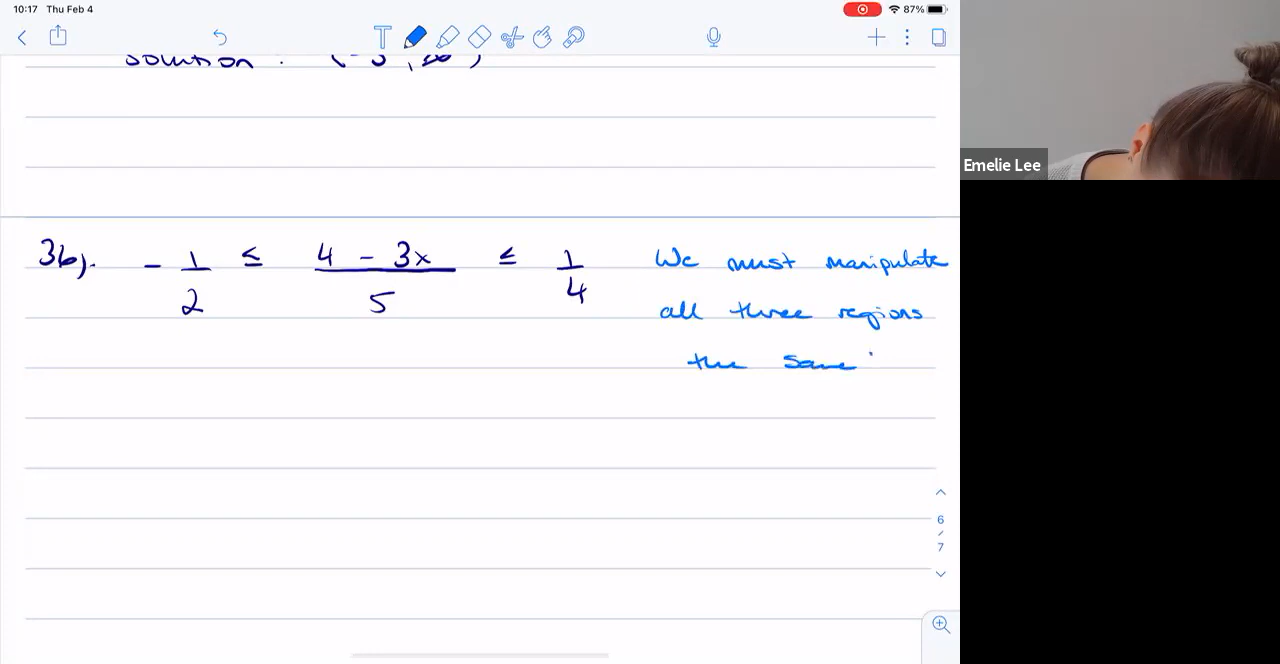 10:17 Thu Feb 4
87%
solution :
Emelie Lee
3b). - 1/2 ≤ (4 - 3x)/5 ≤ 1/4
We must manipulate
all three regions
the same
6
/
7